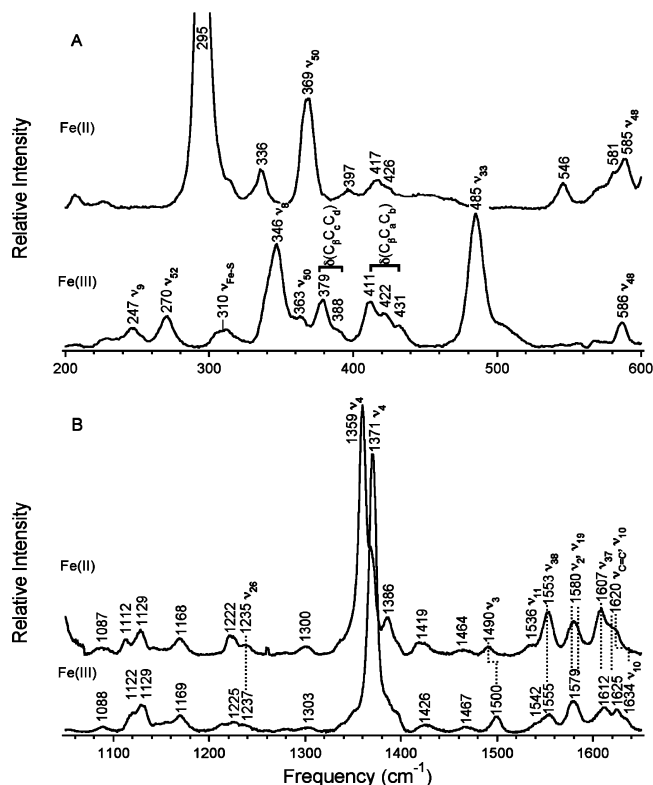 A
Relative Intensity
Fe(II)
295
336
369 ν50
397
417
426
546
581
585 ν48
Fe(III)
247 ν9
270 ν52
310 νFe-S
346 ν8
363 ν50
379
388
δ(CβCcCd)
411
422
431
δ(CβCaCb)
485 ν33
586 ν48
200 300 400 500 600
B
Relative Intensity
Fe(II)
1087
1112
1129
1168
1222
1235 ν26
1300
1359 ν4
1371 ν4
1386
1419
1464
1490 ν3
1536 ν11
1553 ν38
1580 ν2, ν19
1607 ν37
1620 νC=C, ν10
Fe(III)
1088
1122
1129
1169
1225
1237
1303
1426
1467
1500
1542
1555
1579
1612
1625
1634 ν10
1100 1200 1300 1400 1500 1600
Frequency (cm-1)